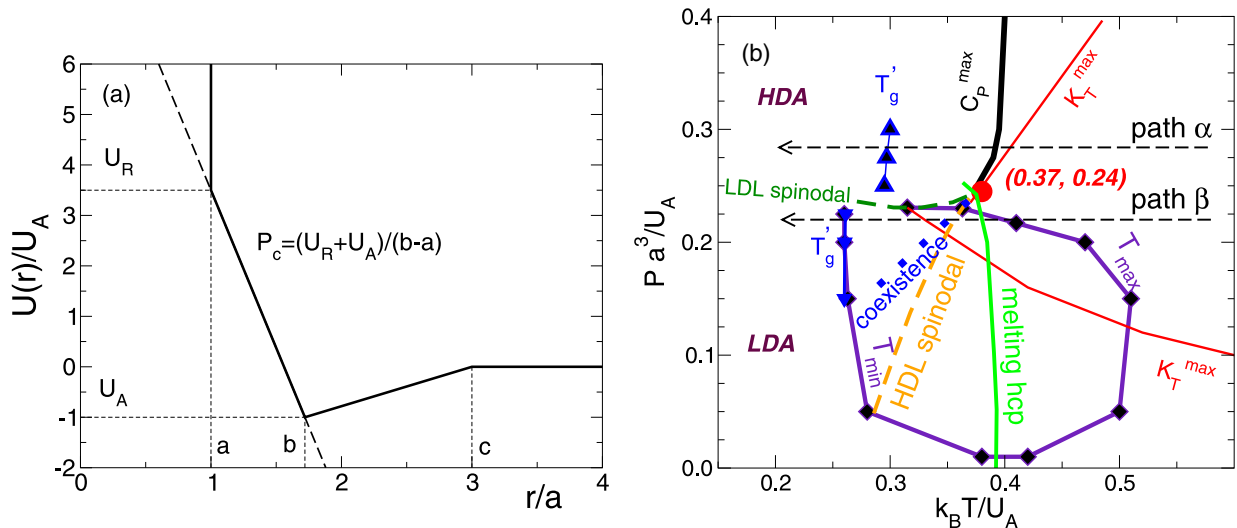 (a)
U(r)/U_A
6
5
4
3
2
1
0
-1
-2
U_R
U_A
P_c=(U_R+U_A)/(b-a)
a
b
c
0
1
2
3
4
r/a
(b)
P a^3/U_A
0.4
0.3
0.2
0.1
0.0
HDA
T_g'
C_P^max
K_T^max
path α
(0.37, 0.24)
LDL spinodal
path β
T_g'
T_max
coexistence
LDA
T_min
HDL spinodal
melting hcp
K_T^max
0.2
0.3
0.4
0.5
k_BT/U_A